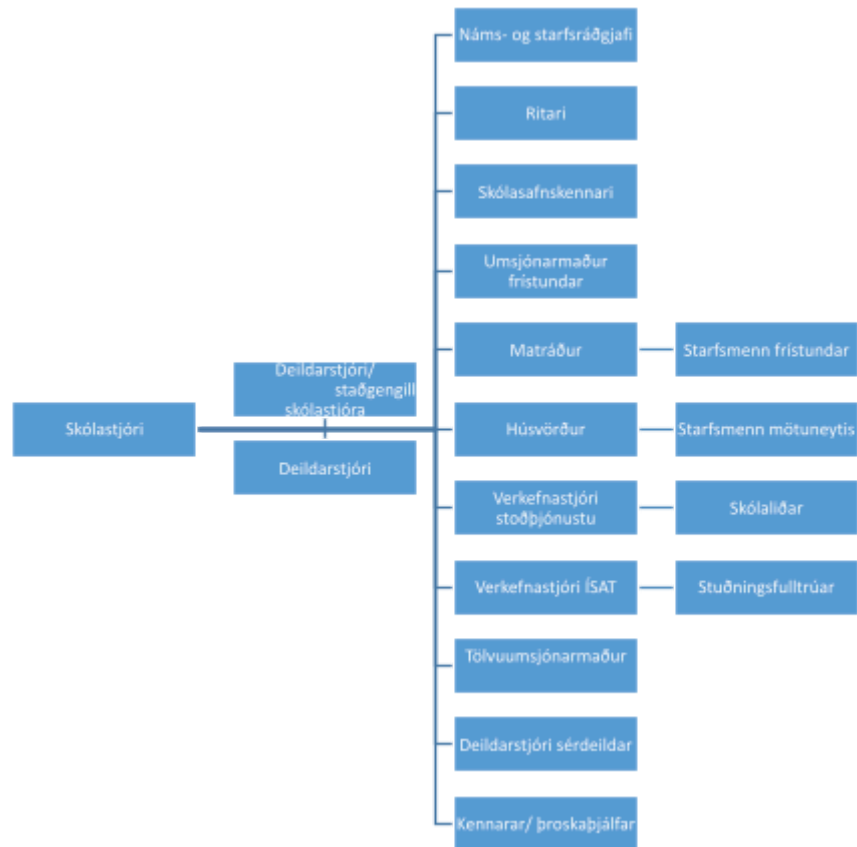 Náms- og starfsráðgjafi
Ritari
Skólasafnskennari
Umsjónarmaður
frístundar
Matráður
Starfsmenn frístundar
Deildarstjóri/
staðgengill
skólastjóra
Skólastjóri
Húsvörður
Starfsmenn mötuneytis
Deildarstjóri
Verkefnastjóri
stoðþjónustu
Skólaliðar
Verkefnastjóri ÍSAT
Stuðningsfulltrúar
Tölvuumsjónarmaður
Deildarstjóri sérdeildar
Kennarar/ þroskaþjálfar